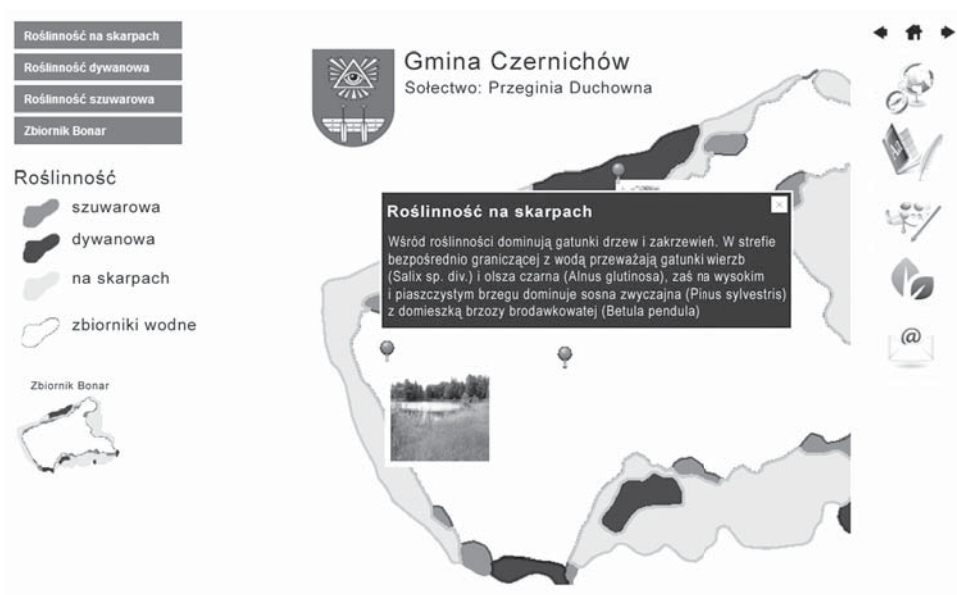 Roślinność na skarpach
Roślinność dywanowa
Roślinność szuwarowa
Zbiornik Bonar
Roślinność
szuwarowa
dywanowa
na skarpach
zbiorniki wodne
Zbiornik Bonar
Gmina Czernichów
Sołectwo: Przeginia Duchowna
Roślinność na skarpach
Wśród roślinności dominują gatunki drzew i zakrzewień. W strefie
bezpośrednio graniczącej z wodą przeważają gatunki wierzb
(Salix sp. div.) i olsza czarna (Alnus glutinosa), zaś na wysokim
i piaszczystym brzegu dominuje sosna zwyczajna (Pinus sylvestris)
z domieszką brzozy brodawkowatej (Betula pendula)
Aa
@